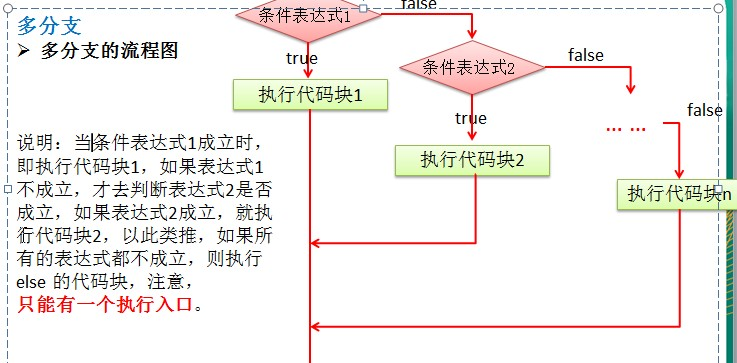 多分支
➢ 多分支的流程图
说明：当条件表达式1成立时，
即执行代码块1，如果表达式1
不成立，才去判断表达式2是否
成立，如果表达式2成立，就执
行代码块2，以此类推，如果所
有的表达式都不成立，则执行
else 的代码块，注意，
只能有一个执行入口。
条件表达式1
false
true
执行代码块1
条件表达式2
false
true
执行代码块2
... ...
false
执行代码块n